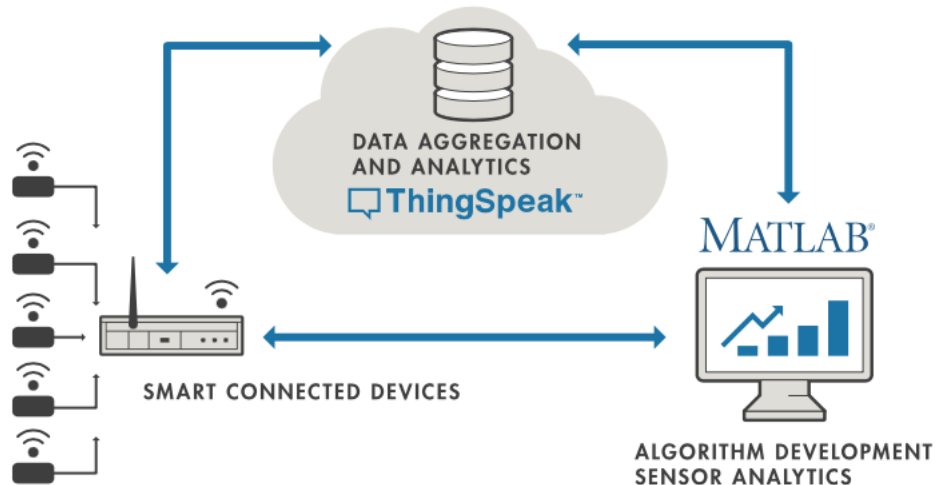 DATA AGGREGATION
AND ANALYTICS
ThingSpeak™
MATLAB®
SMART CONNECTED DEVICES
ALGORITHM DEVELOPMENT
SENSOR ANALYTICS